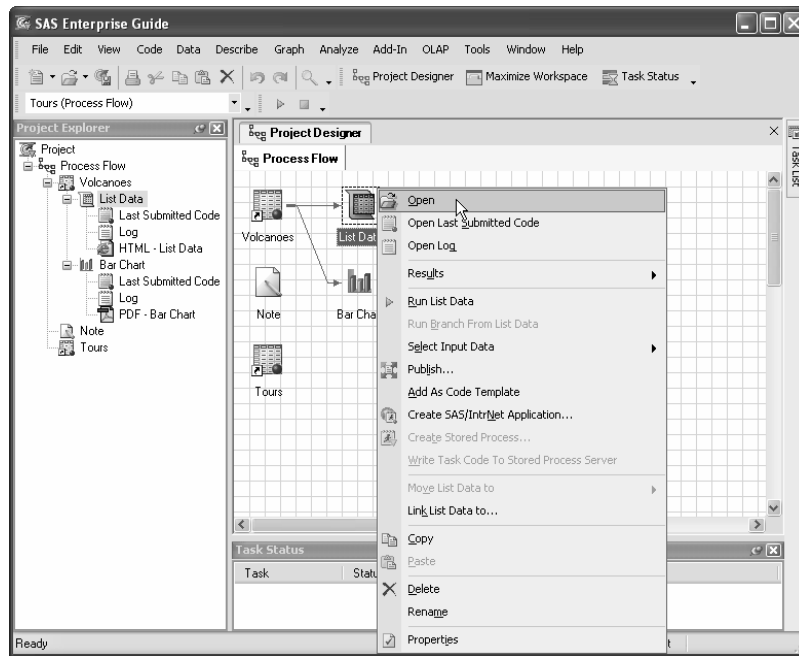 SAS Enterprise Guide
File Edit View Code Data Describe Graph Analyze Add-In OLAP Tools Window Help
Project Designer Maximize Workspace Task Status
Tours (Process Flow)
Project Explorer
Project
Process Flow
Volcanoes
List Data
Last Submitted Code
Log
HTML - List Data
Bar Chart
Last Submitted Code
Log
PDF - Bar Chart
Note
Tours
Project Designer
Process Flow
Volcanoes
List Dat
Note
Bar Cha
Tours
Open
Open Last Submitted Code
Open Log
Results
Run List Data
Run Branch From List Data
Select Input Data
Publish...
Add As Code Template
Create SAS/IntrNet Application...
Create Stored Process...
Write Task Code To Stored Process Server
Move List Data to
Link List Data to...
Copy
Paste
Delete
Rename
Properties
Task List
Task Status
Task Statu
Ready